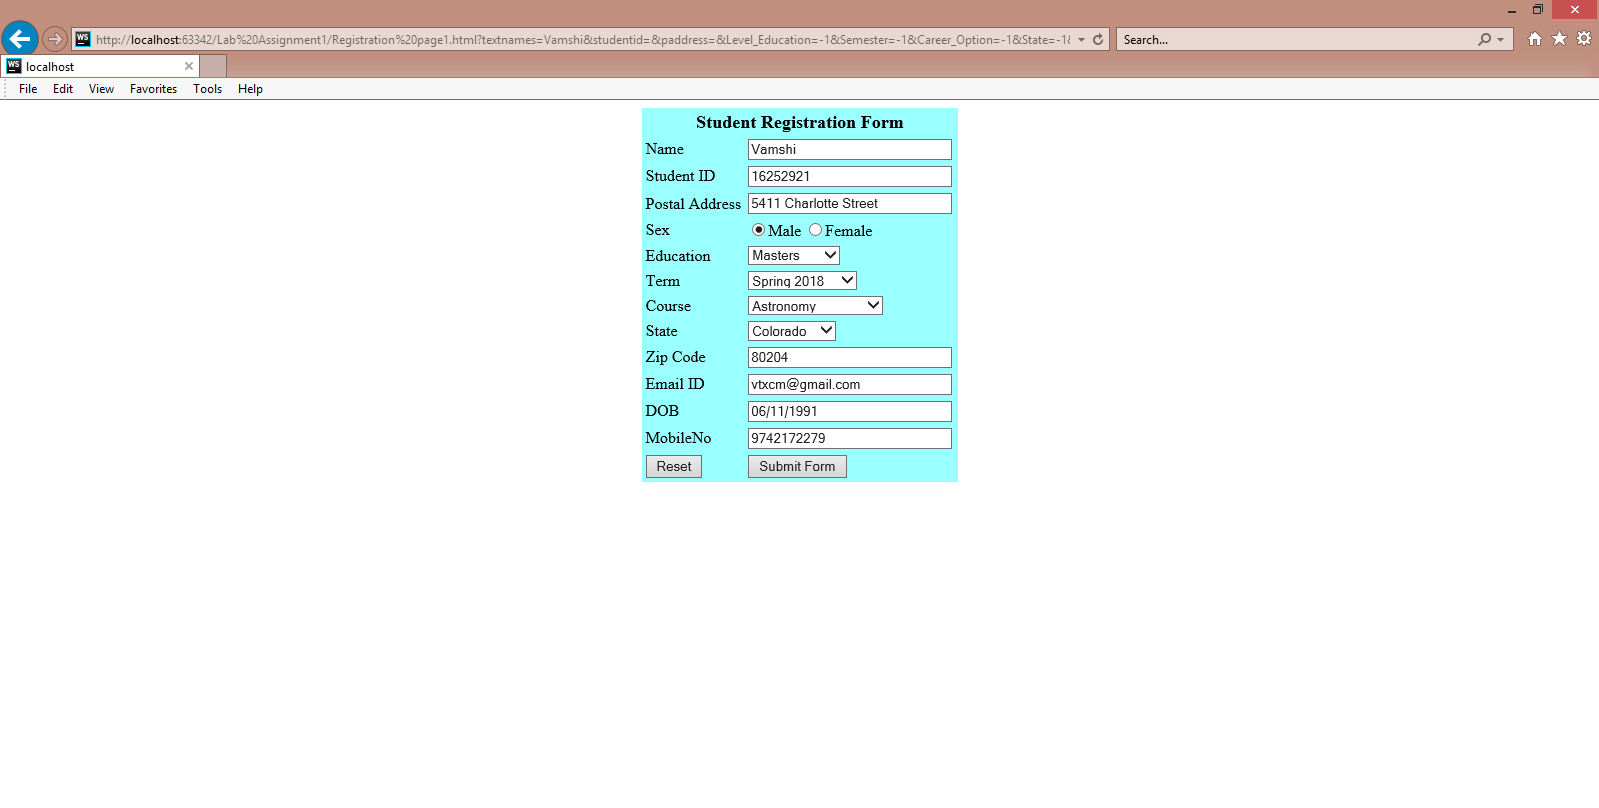 WS http://localhost:63342/Lab%20Assignment1/Registration%20page1.html?textnames=Vamshi&studentid=&paddress=&Level_Education=-1&Semester=-1&Career_Option=-1&State=-1& Search...
WS localhost
File Edit View Favorites Tools Help
Student Registration Form
Name Vamshi
Student ID 16252921
Postal Address 5411 Charlotte Street
Sex Male Female
Education Masters
Term Spring 2018
Course Astronomy
State Colorado
Zip Code 80204
Email ID vtxcm@gmail.com
DOB 06/11/1991
MobileNo 9742172279
Reset Submit Form